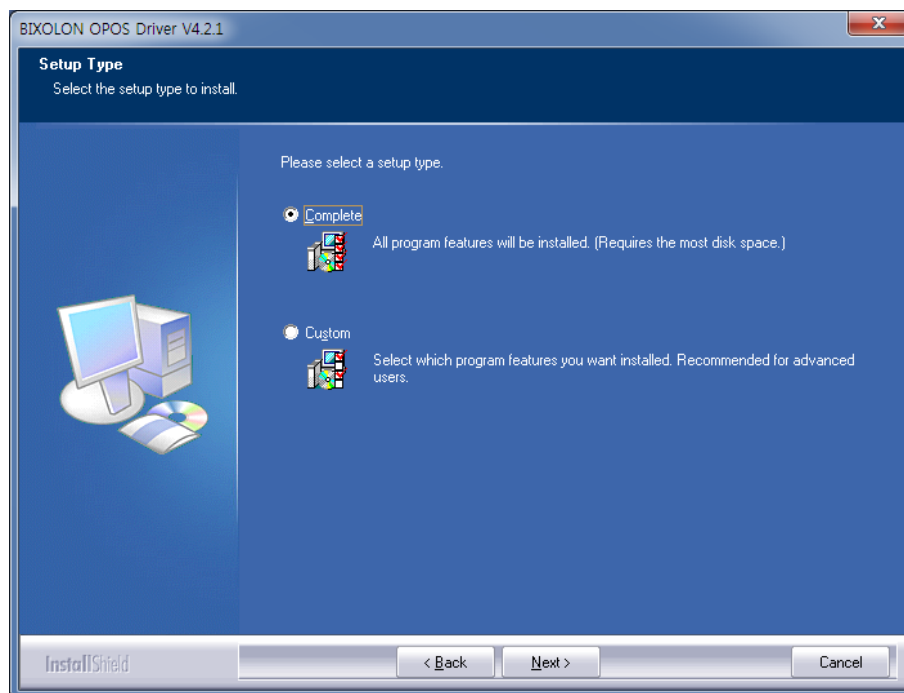 BIXOLON OPOS Driver V4.2.1
Setup Type
Select the setup type to install.
Please select a setup type.
Complete
All program features will be installed. (Requires the most disk space.)
Custom
Select which program features you want installed. Recommended for advanced
users.
InstallShield
< Back
Next >
Cancel